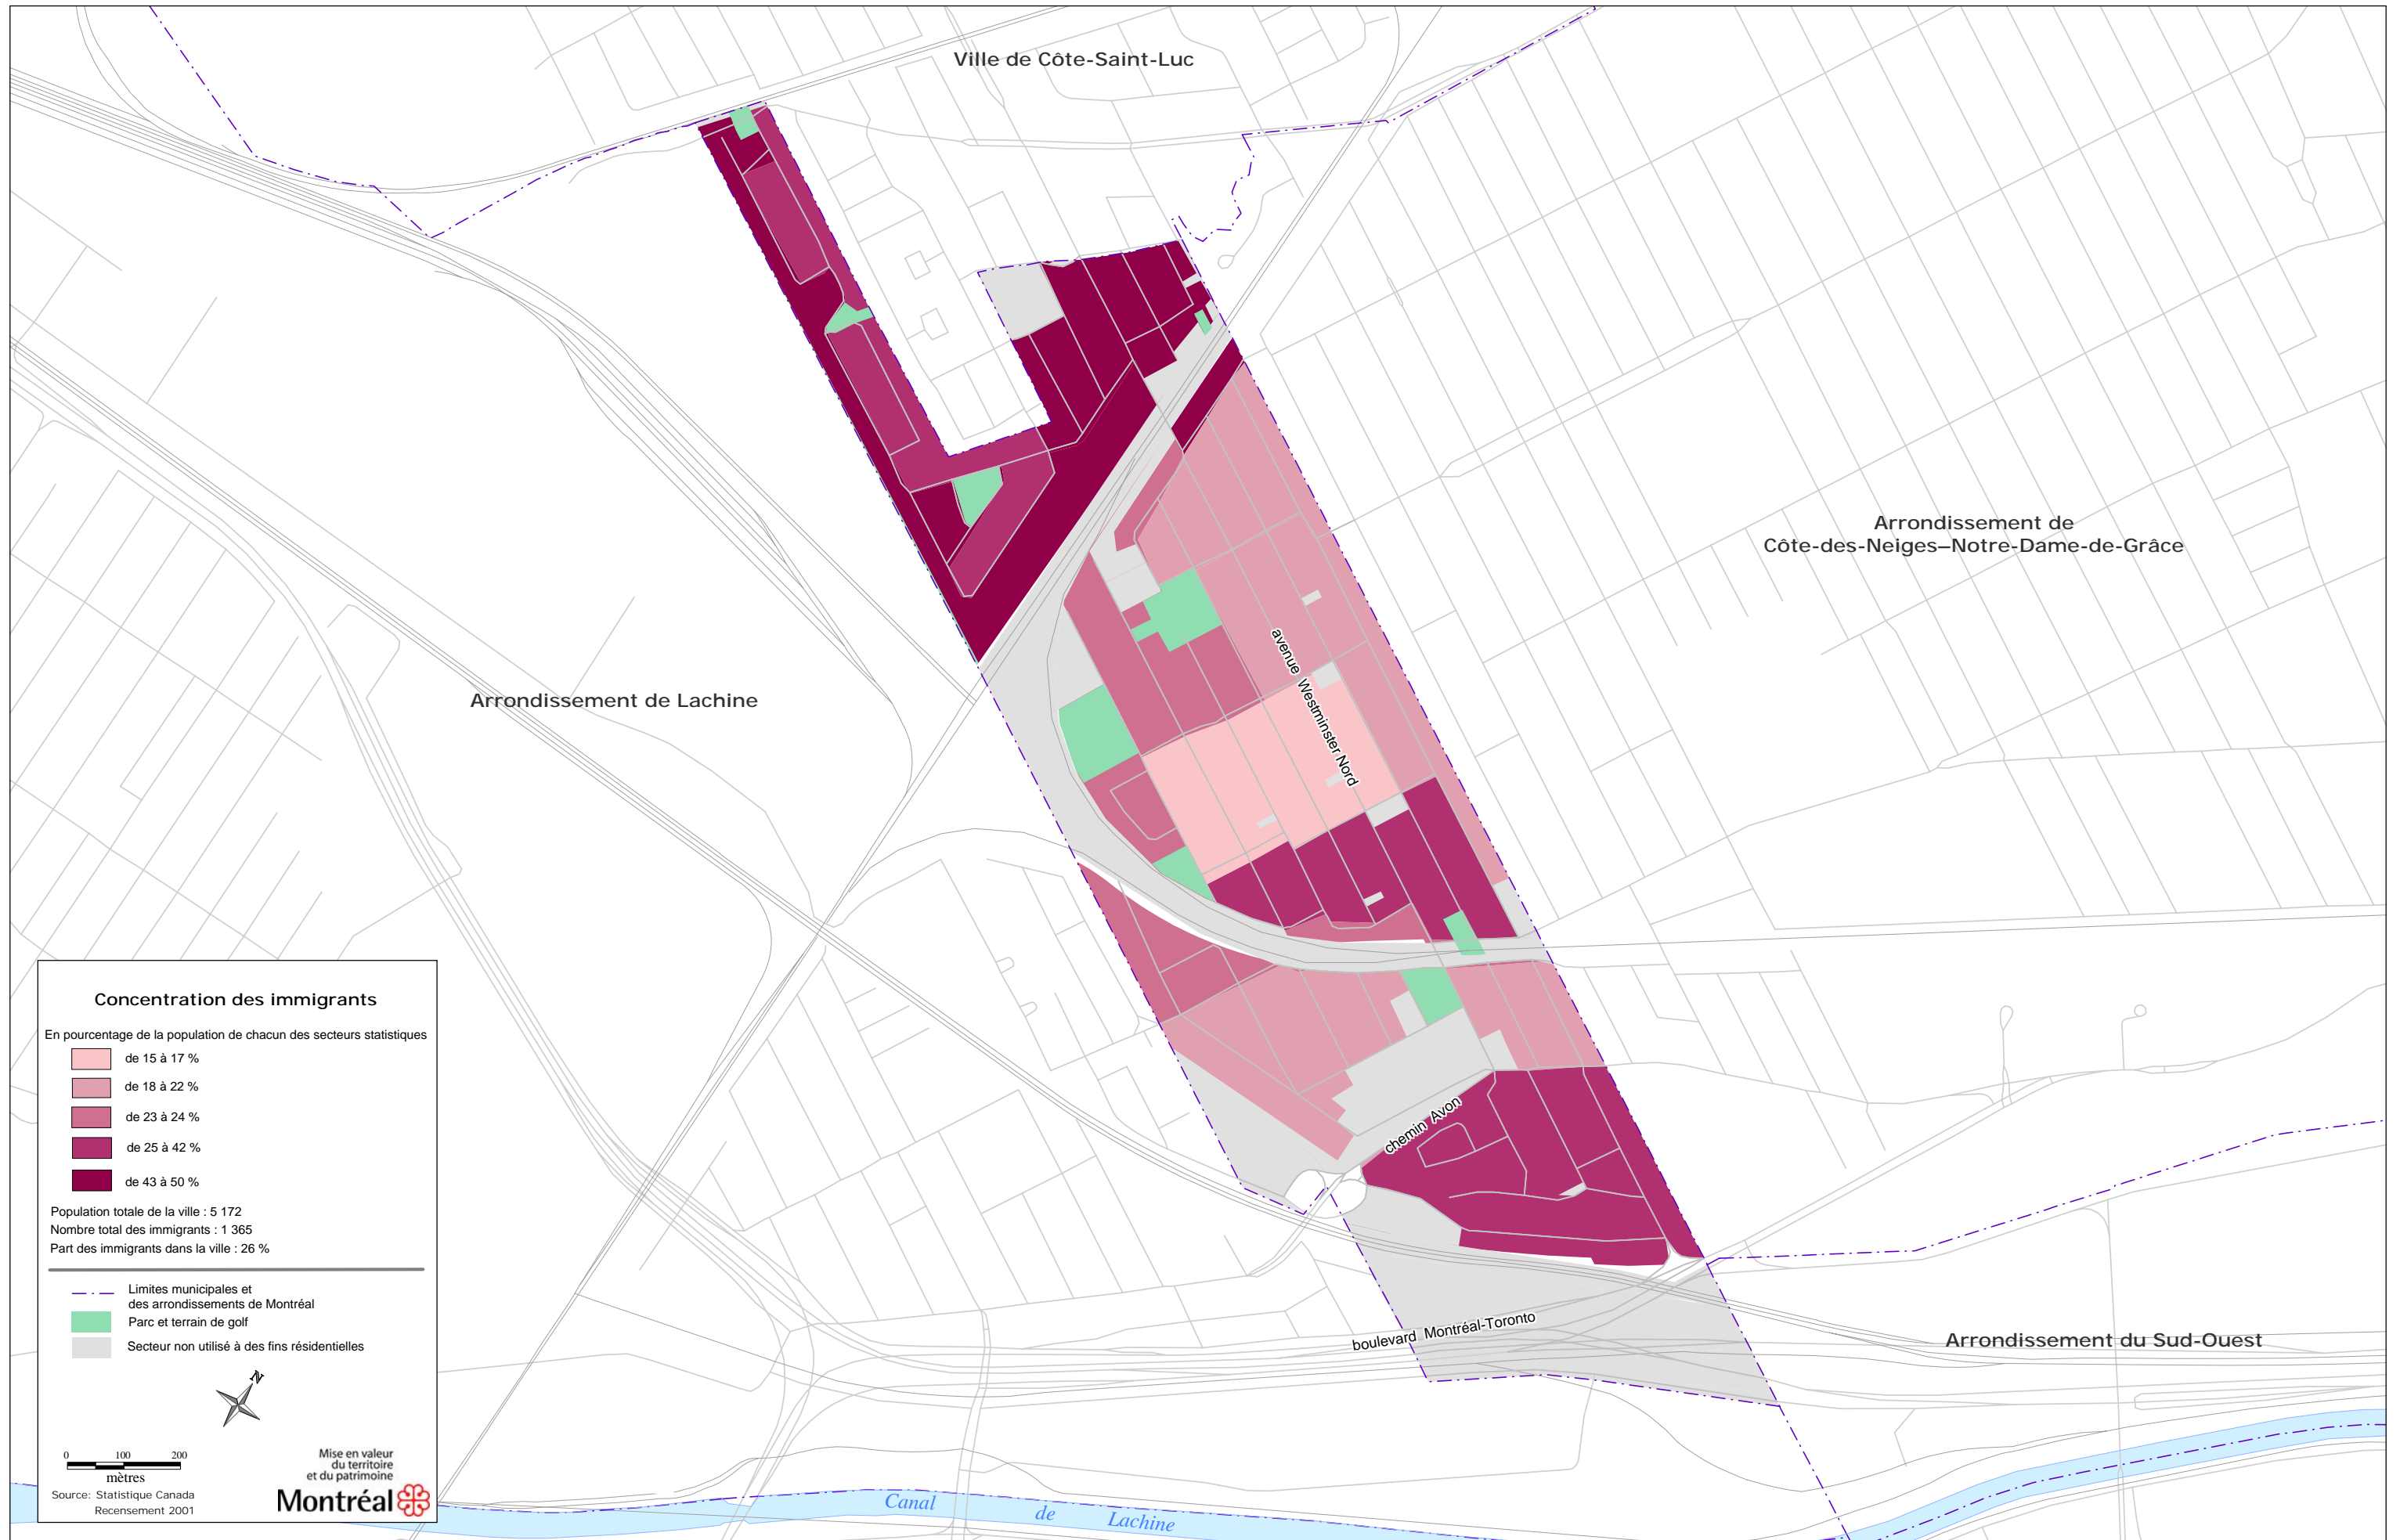 Ville de Côte-Saint-Luc
Arrondissement de
Côte-des-Neiges–Notre-Dame-de-Grâce
Arrondissement de Lachine
avenue Westminster Nord
chemin Avon
boulevard Montréal-Toronto
Arrondissement du Sud-Ouest
Canal de Lachine
Concentration des immigrants
En pourcentage de la population de chacun des secteurs statistiques
de 15 à 17 %
de 18 à 22 %
de 23 à 24 %
de 25 à 42 %
de 43 à 50 %
Population totale de la ville : 5 172
Nombre total des immigrants : 1 365
Part des immigrants dans la ville : 26 %
Limites municipales et
des arrondissements de Montréal
Parc et terrain de golf
Secteur non utilisé à des fins résidentielles
N
0 100 200
mètres
Source: Statistique Canada
Recensement 2001
Mise en valeur
du territoire
et du patrimoine
Montréal